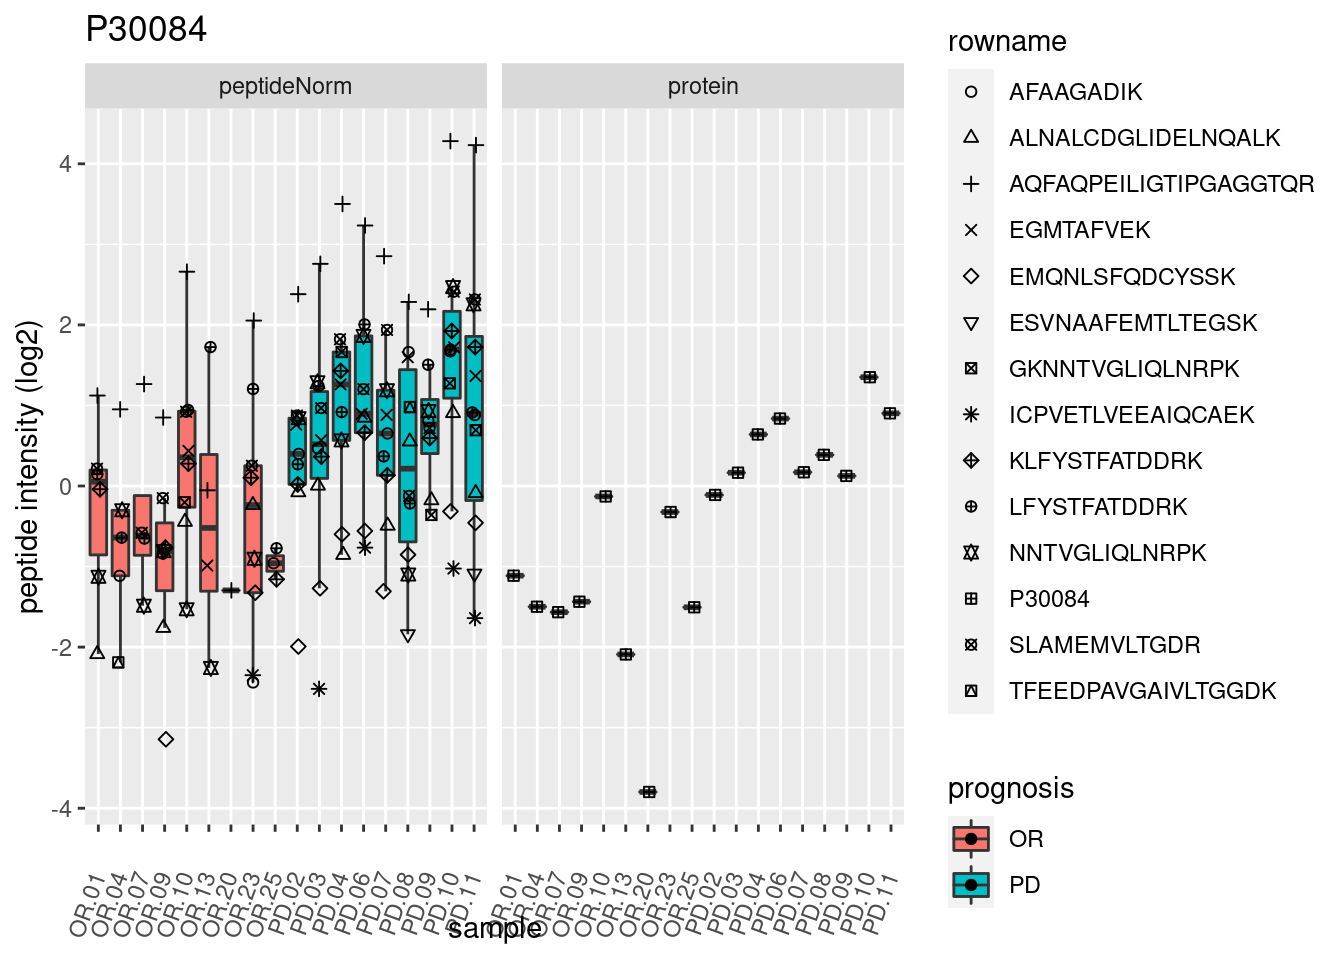 P30084
peptideNorm
protein
peptide intensity (log2)
4
2
0
-2
-4
OR.01
OR.04
OR.07
OR.09
OR.10
OR.13
OR.20
OR.23
OR.25
PD.02
PD.03
PD.04
PD.06
PD.07
PD.08
PD.09
PD.10
PD.11
OR.01
OR.04
OR.07
OR.09
OR.10
OR.13
OR.20
OR.23
OR.25
PD.02
PD.03
PD.04
PD.06
PD.07
PD.08
PD.09
PD.10
PD.11
sample
rowname
AFAAGADIK
ALNALCDGLIDELNQALK
AQFAQPEILIGTIPGAGGTQR
EGMTAFVEK
EMQNLSFQDCYSSK
ESVNAAFEMTLTEGSK
GKNNTVGLIQLNRPK
ICPVETLVEEAIQCAEK
KLFYSTFATDDRK
LFYSTFATDDRK
NNTVGLIQLNRPK
P30084
SLAMEMVLTGDR
TFEEDPAVGAIVLTGGDK
prognosis
OR
PD